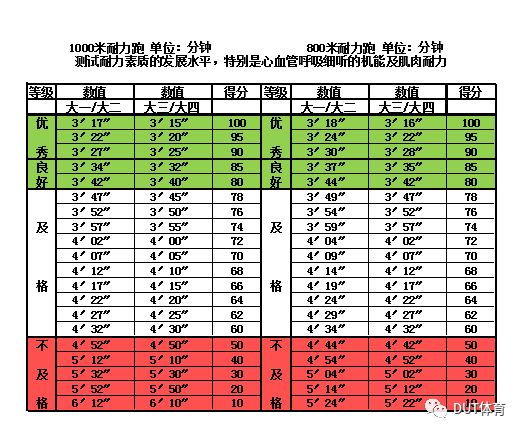 1000米耐力跑 单位：分钟 800米耐力跑 单位：分钟
测试耐力素质的发展水平，特别是心血管呼吸细听的机能及肌肉耐力
等级 数值 数值 得分 等级 数值 数值 得分
大一/大二 大三/大四 大一/大二 大三/大四
优 3′17″ 3′15″ 100 优 3′18″ 3′16″ 100
3′22″ 3′20″ 95 3′24″ 3′22″ 95
秀 3′27″ 3′25″ 90 秀 3′30″ 3′28″ 90
良 3′34″ 3′32″ 85 良 3′37″ 3′35″ 85
好 3′42″ 3′40″ 80 好 3′44″ 3′42″ 80
3′47″ 3′45″ 78 3′49″ 3′47″ 78
3′52″ 3′50″ 76 3′54″ 3′52″ 76
及 3′57″ 3′55″ 74 及 3′59″ 3′57″ 74
4′02″ 4′00″ 72 4′04″ 4′02″ 72
4′07″ 4′05″ 70 4′09″ 4′07″ 70
4′12″ 4′10″ 68 4′14″ 4′12″ 68
格 4′17″ 4′15″ 66 格 4′19″ 4′17″ 66
4′22″ 4′20″ 64 4′24″ 4′22″ 64
4′27″ 4′25″ 62 4′29″ 4′27″ 62
4′32″ 4′30″ 60 4′34″ 4′32″ 60
不 4′52″ 4′50″ 50 不 4′44″ 4′42″ 50
5′12″ 5′10″ 40 4′54″ 4′52″ 40
及 5′32″ 5′30″ 30 及 5′04″ 5′02″ 30
5′52″ 5′50″ 20 5′14″ 5′12″ 20
格 6′12″ 6′10″ 10 格 5′24″ 5′22″ 10
DUT体育